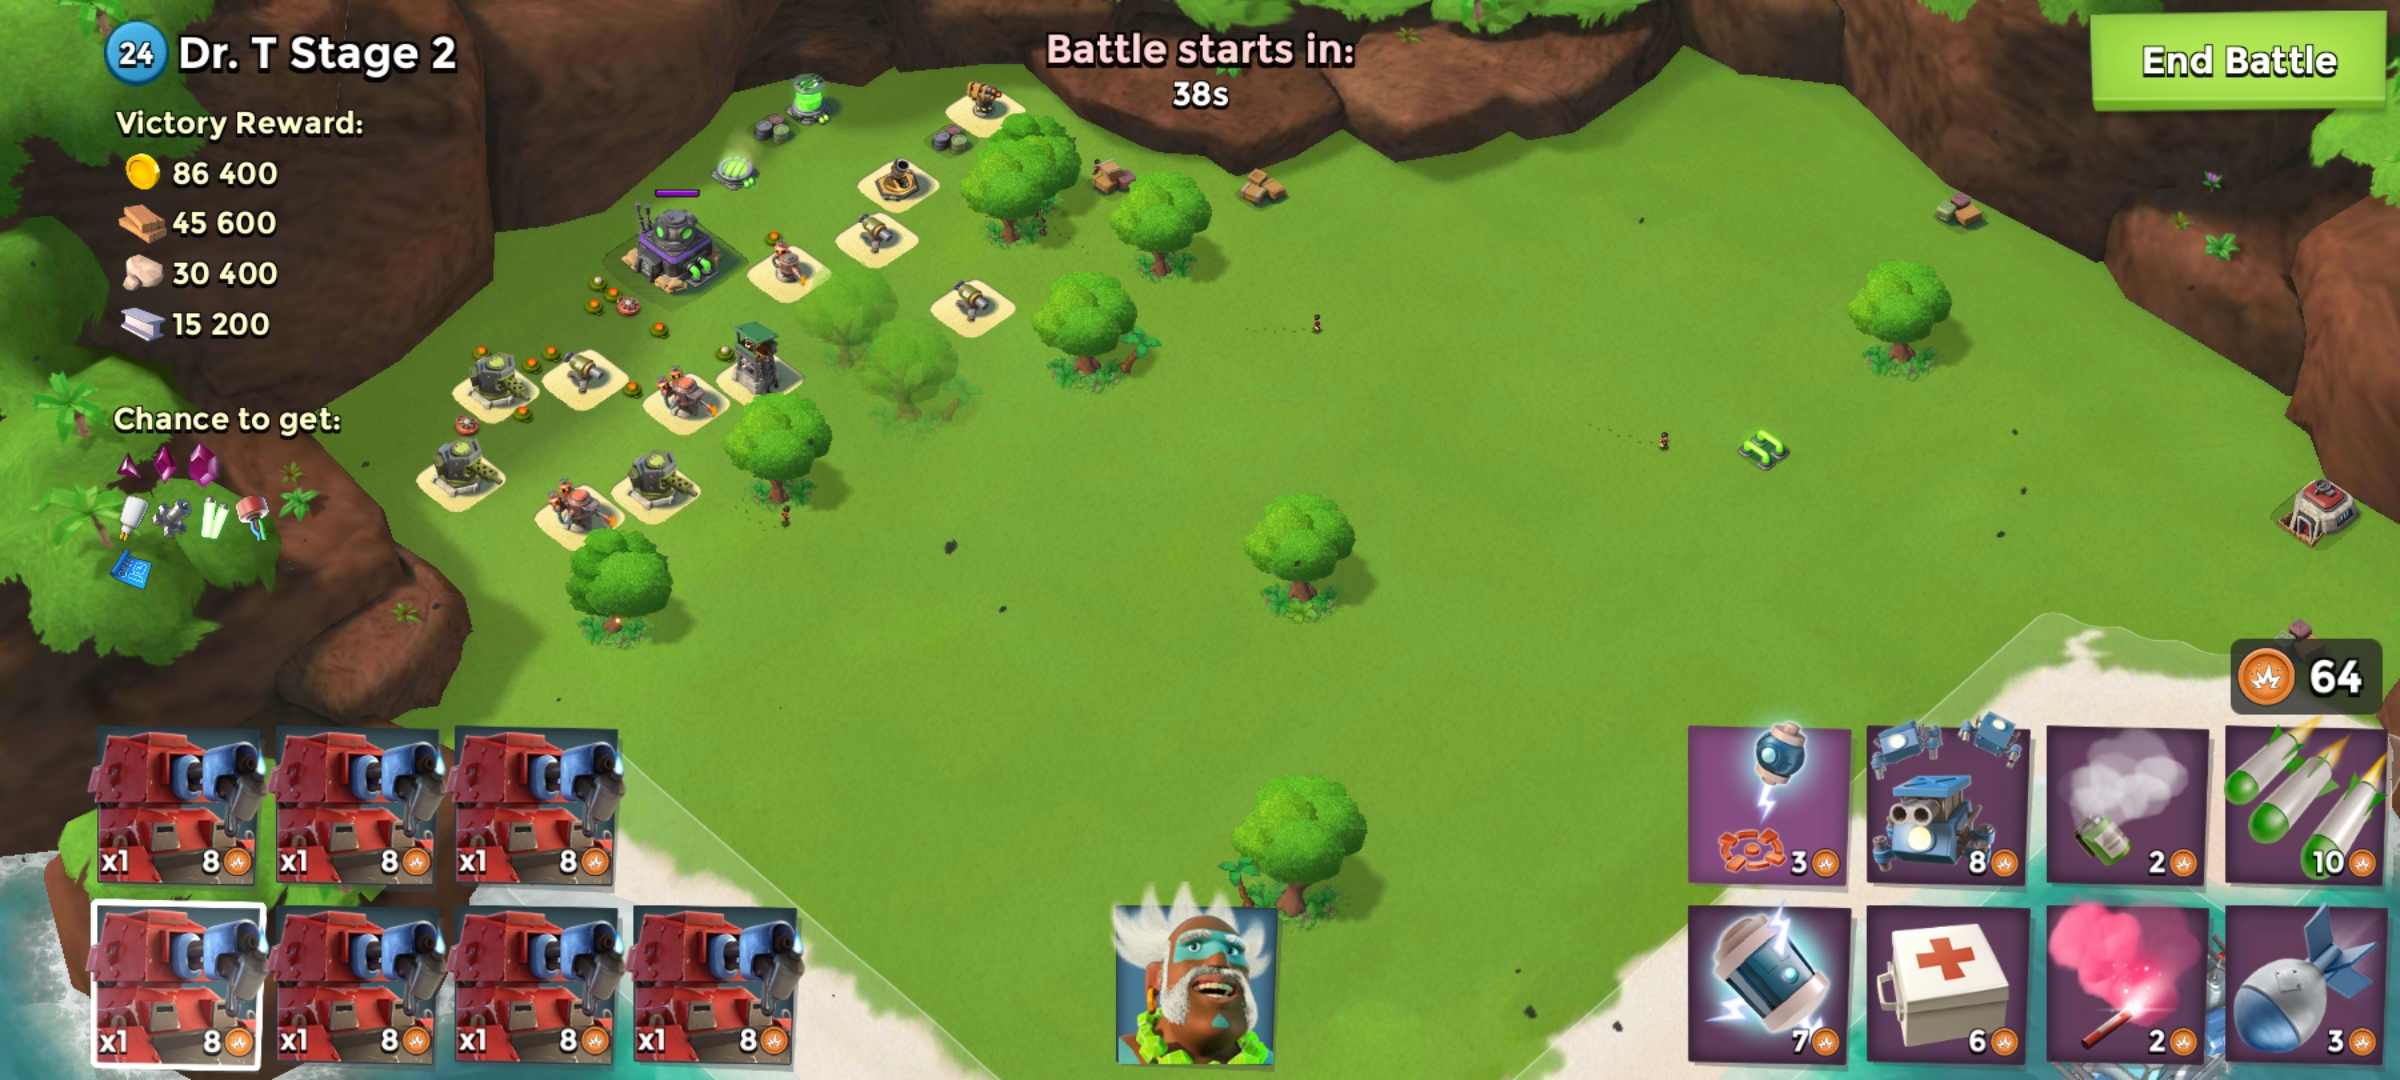 24 Dr. T Stage 2
Battle starts in:
38s
End Battle
Victory Reward:
86 400
45 600
30 400
15 200
Chance to get:
64
x1 8
x1 8
x1 8
3
8
2
10
x1 8
x1 8
x1 8
x1 8
7
6
2
3